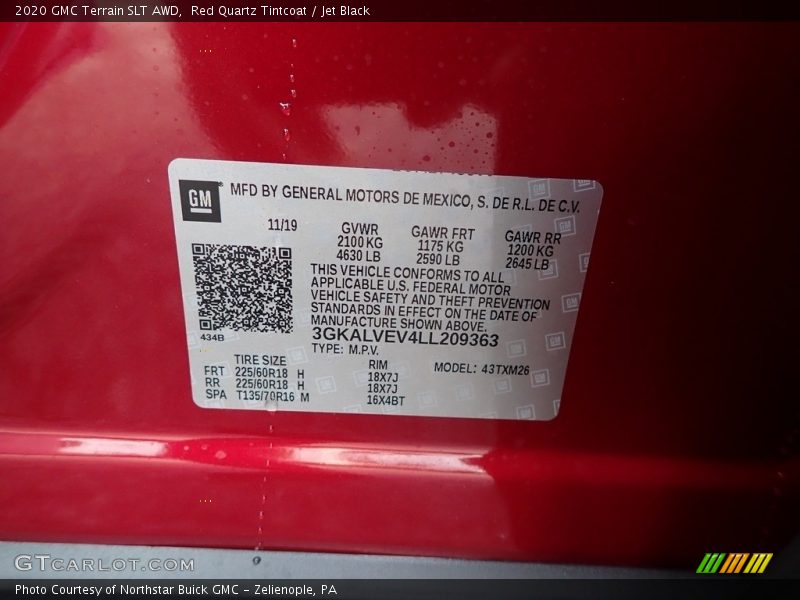 2020 GMC Terrain SLT AWD, Red Quartz Tintcoat / Jet Black
GM
MFD BY GENERAL MOTORS DE MEXICO, S. DE R.L. DE C.V.
11/19 GVWR GAWR FRT GAWR RR
2100 KG 1175 KG 1200 KG
4630 LB 2590 LB 2645 LB
THIS VEHICLE CONFORMS TO ALL
APPLICABLE U.S. FEDERAL MOTOR
VEHICLE SAFETY AND THEFT PREVENTION
STANDARDS IN EFFECT ON THE DATE OF
MANUFACTURE SHOWN ABOVE.
434B
3GKALVEV4LL209363
TYPE: M.P.V.
TIRE SIZE RIM MODEL: 43TXM26
FRT 225/60R18 H 18X7J
RR 225/60R18 H 18X7J
SPA T135/70R16 M 16X4BT
GTCARLOT.COM
Photo Courtesy of Northstar Buick GMC - Zelienople, PA